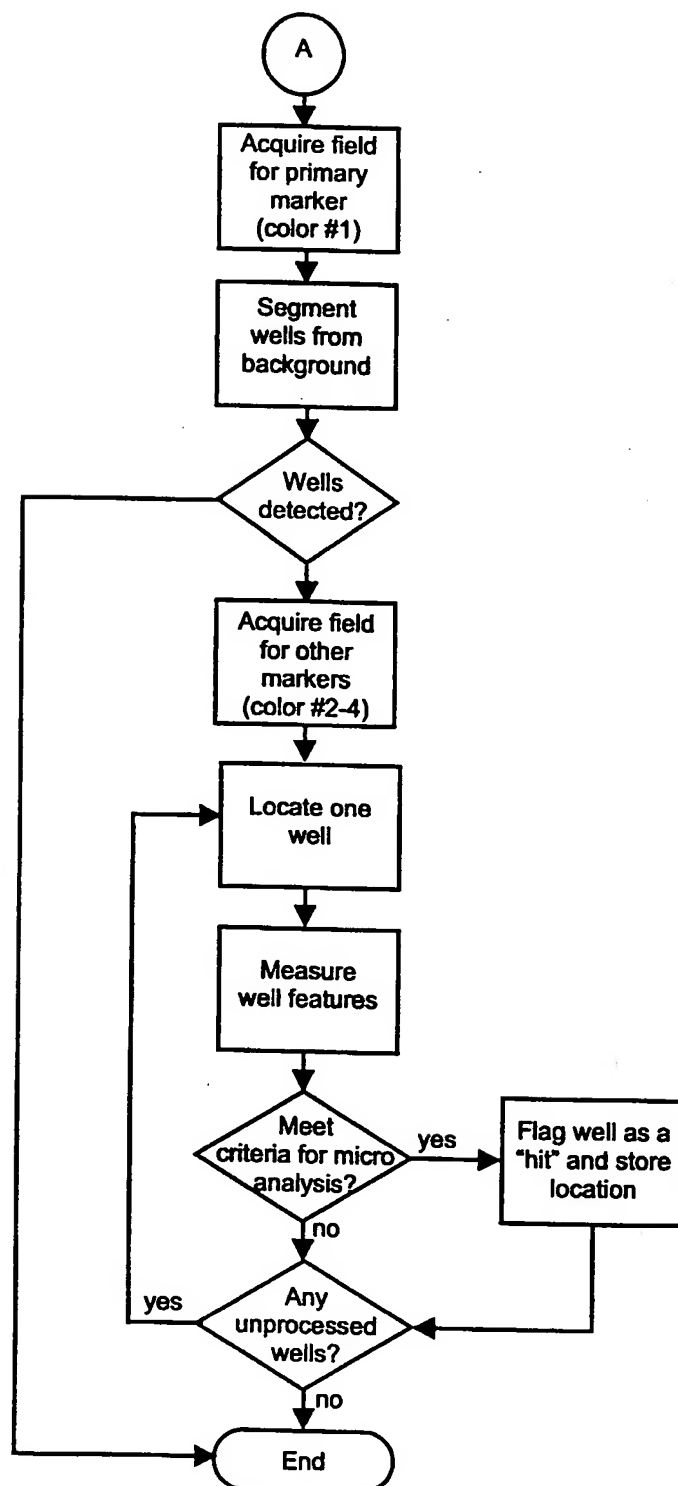 A
Acquire field
for primary
marker
(color #1)
Segment
wells from
background
Wells
detected?
Acquire field
for other
markers
(color #2-4)
Locate one
well
Measure
well features
Meet
criteria for micro
analysis?
yes
Flag well as a
"hit" and store
location
no
yes
Any
unprocessed
wells?
no
End